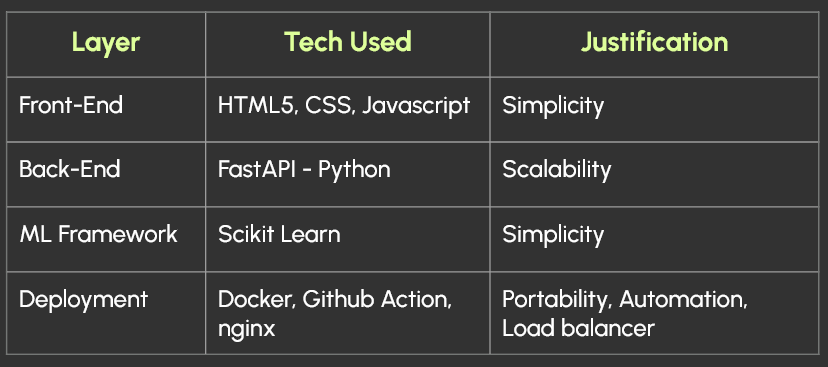 Layer Tech Used Justification
Front-End HTML5, CSS, Javascript Simplicity
Back-End FastAPI - Python Scalability
ML Framework Scikit Learn Simplicity
Deployment Docker, Github Action, Portability, Automation,
nginx Load balancer